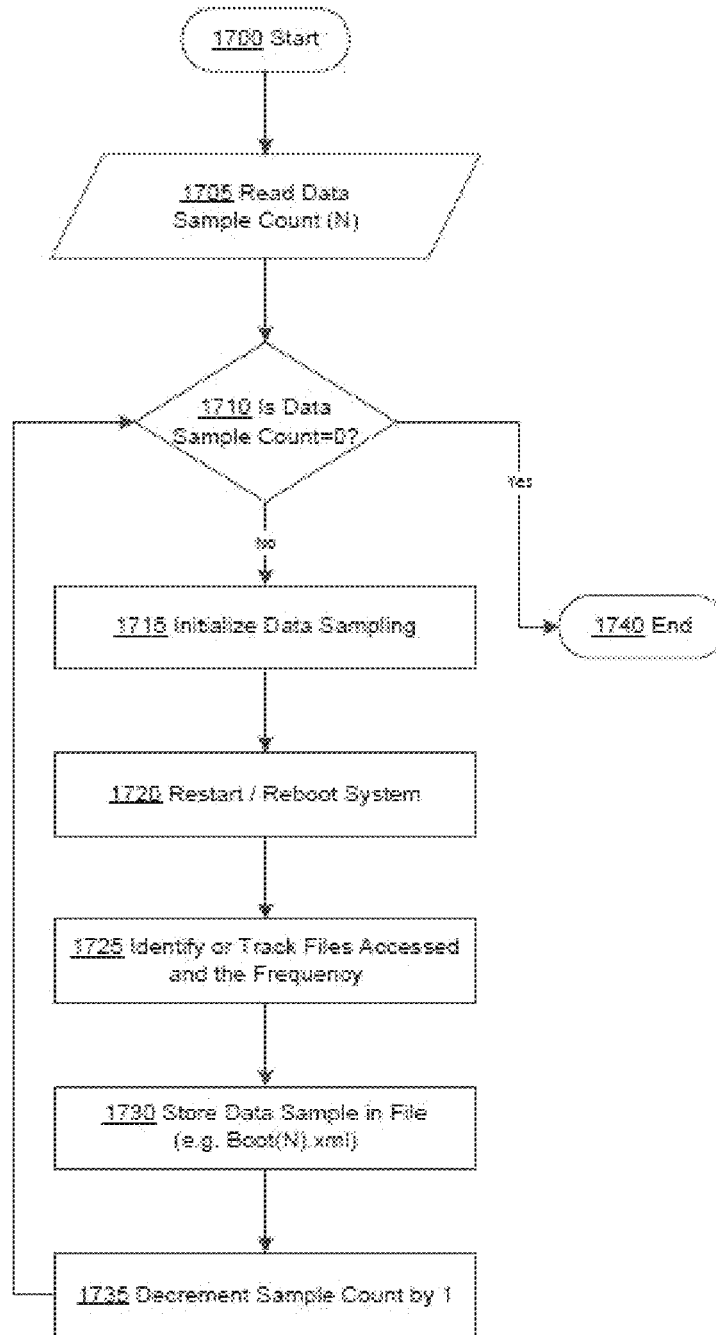 1700 Start
1705 Read Data
Sample Count (N)
1710 Is Data
Sample Count=0?
Yes
No
1715 Initialize Data Sampling
1740 End
1720 Restart / Reboot System
1725 Identify or Track Files Accessed
and the Frequency
1730 Store Data Sample in File
(e.g. Boot(N).xml)
1735 Decrement Sample Count by 1